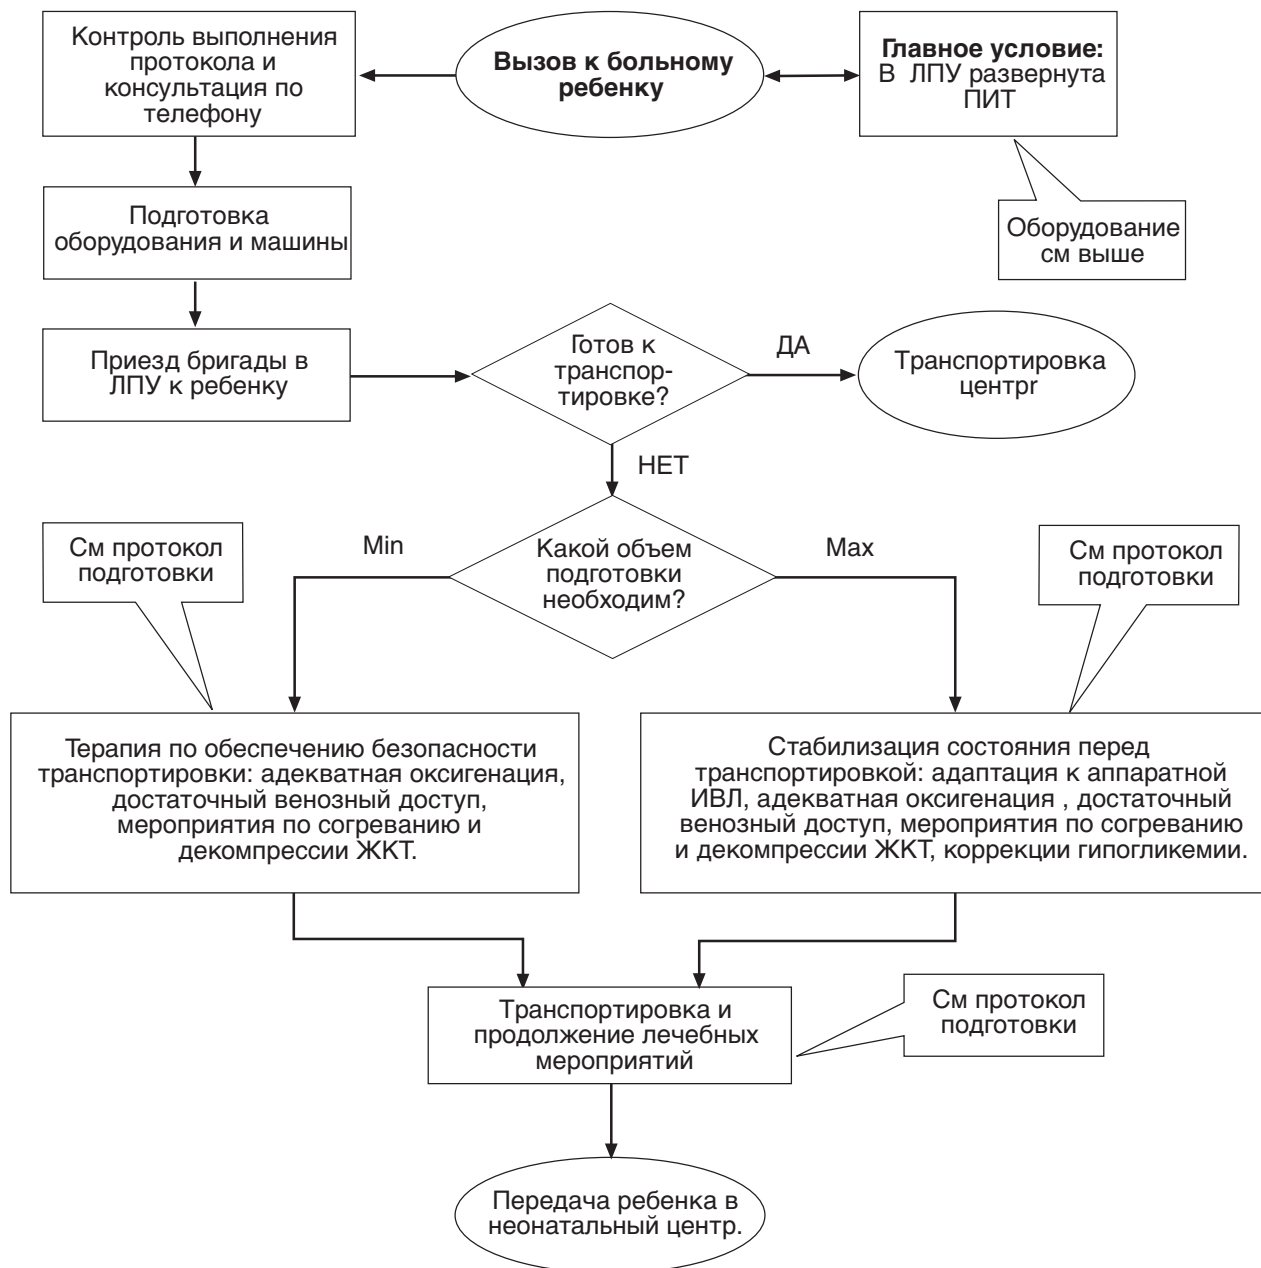 Контроль выполнения
протокола и
консультация по
телефону
Вызов к больному
ребенку
Главное условие:
В ЛПУ развернута
ПИТ
Подготовка
оборудования и машины
Оборудование
см выше
Приезд бригады в
ЛПУ к ребенку
Готов к
транспор-
тировке?
ДА
Транспортировка
центрr
НЕТ
См протокол
подготовки
Min
Какой объем
подготовки
необходим?
Max
См протокол
подготовки
Терапия по обеспечению безопасности
транспортировки: адекватная оксигенация,
достаточный венозный доступ,
мероприятия по согреванию и
декомпрессии ЖКТ.
Стабилизация состояния перед
транспортировкой: адаптация к аппаратной
ИВЛ, адекватная оксигенация , достаточный
венозный доступ, мероприятия по согреванию
и декомпрессии ЖКТ, коррекции гипогликемии.
Транспортировка и
продолжение лечебных
мероприятий
См протокол
подготовки
Передача ребенка в
неонатальный центр.